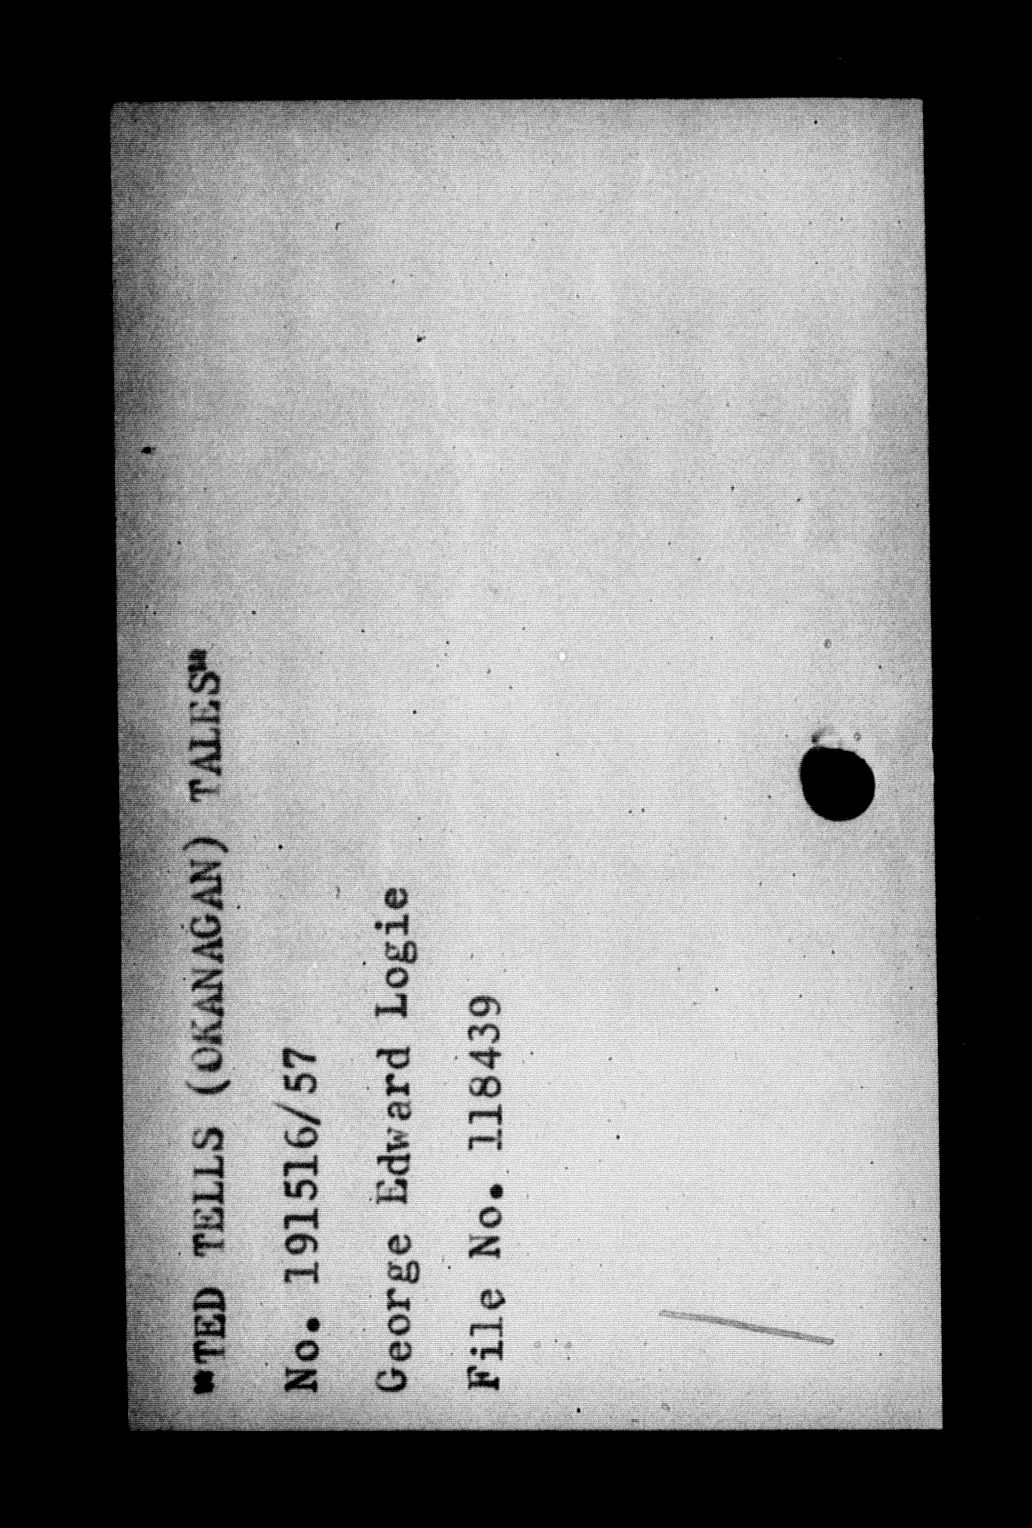 "TED TELLS (OKANAGAN) TALES"
No. 191516/57
George Edward Logie
File No. 118439